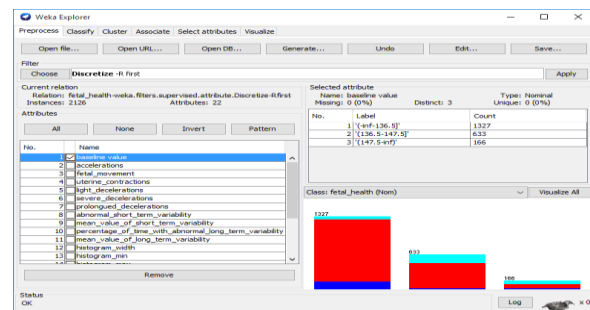 Weka Explorer
Preprocess Classify Cluster Associate Select attributes Visualize
Open file... Open URL... Open DB... Generate... Undo Edit... Save...
Filter
Choose Discretize -R first Apply
Current relation
Relation: fetal_health-weka.filters.supervised.attribute.Discretize-Rfirst
Instances: 2126 Attributes: 22
Attributes
All None Invert Pattern
No. Name
1 baseline value
2 accelerations
3 fetal_movement
4 uterine_contractions
5 light_decelerations
6 severe_decelerations
7 prolongued_decelerations
8 abnormal_short_term_variability
9 mean_value_of_short_term_variability
10 percentage_of_time_with_abnormal_long_term_variability
11 mean_value_of_long_term_variability
12 histogram_width
13 histogram_min
Remove
Selected attribute
Name: baseline value Type: Nominal
Missing: 0 (0%) Distinct: 3 Unique: 0 (0%)
No. Label Count
1 '(-inf-136.5]' 1327
2 '(136.5-147.5]' 633
3 '(147.5-inf)' 166
Class: fetal_health (Nom) Visualize All
1327
633
166
Status
OK
Log x 0